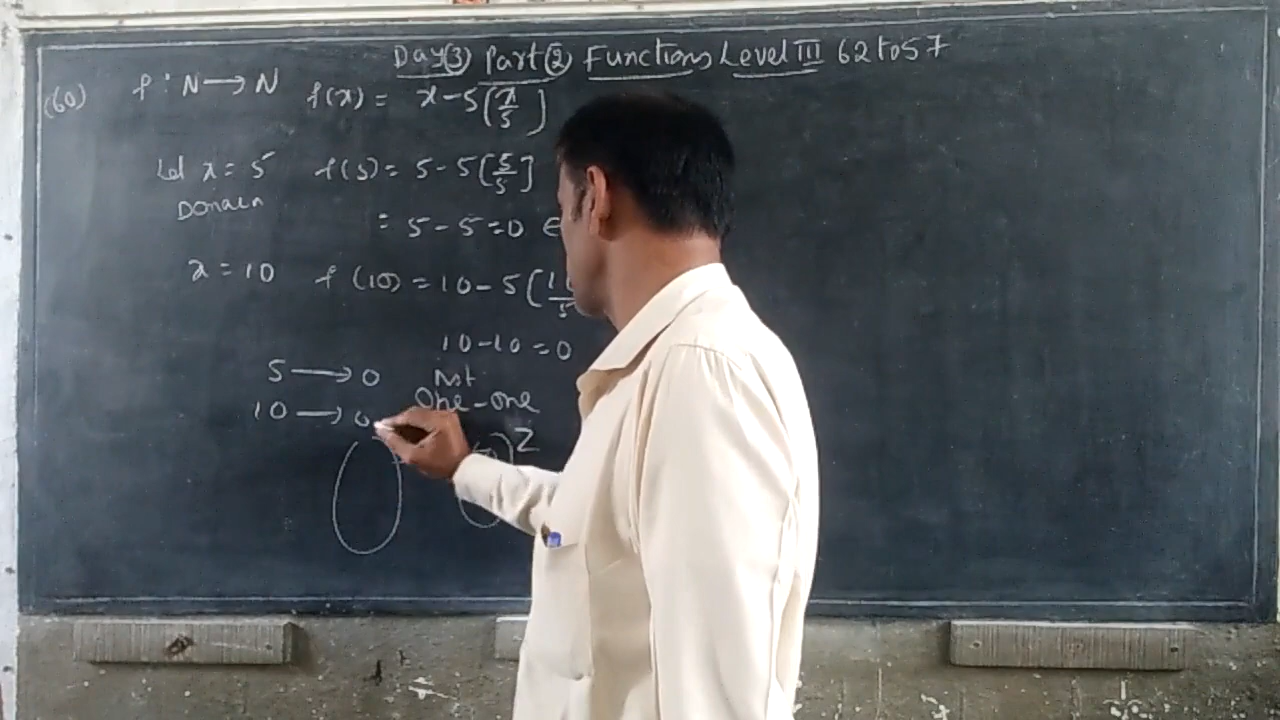 Day(3) Part(2) Functions Level III 62 to 57
(60) f : N → N f(x) = x - 5[x/5]
Let x = 5 f(5) = 5 - 5[5/5]
Domain
= 5 - 5 = 0 ∈
x = 10 f(10) = 10 - 5[10/5
10 - 10 = 0
5 → 0 Not
One-one
10 → 0
Z